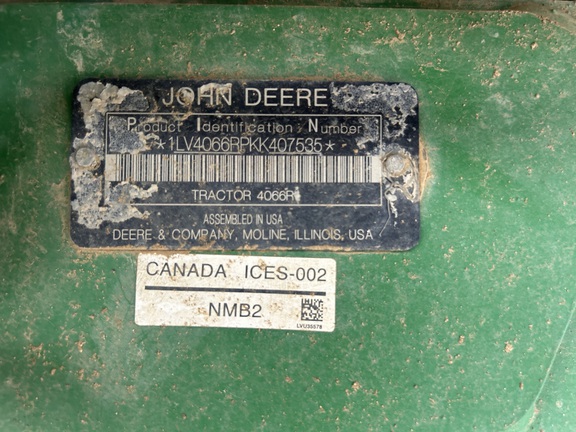 JOHN DEERE
Product Identification Number
*1LV4066RPKK407535*
TRACTOR 4066R
ASSEMBLED IN USA
DEERE & COMPANY, MOLINE, ILLINOIS, USA
CANADA ICES-002
NMB2
LVU35578